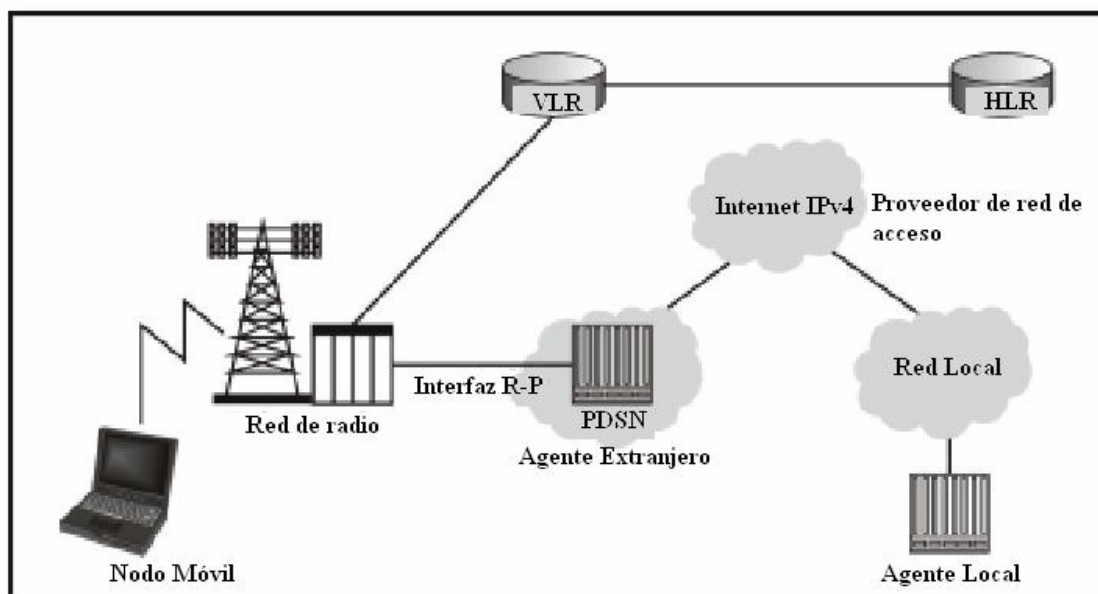 VLR
HLR
Internet IPv4
Proveedor de red de
acceso
Red Local
Interfaz R-P
Red de radio
PDSN
Agente Extranjero
Nodo Móvil
Agente Local